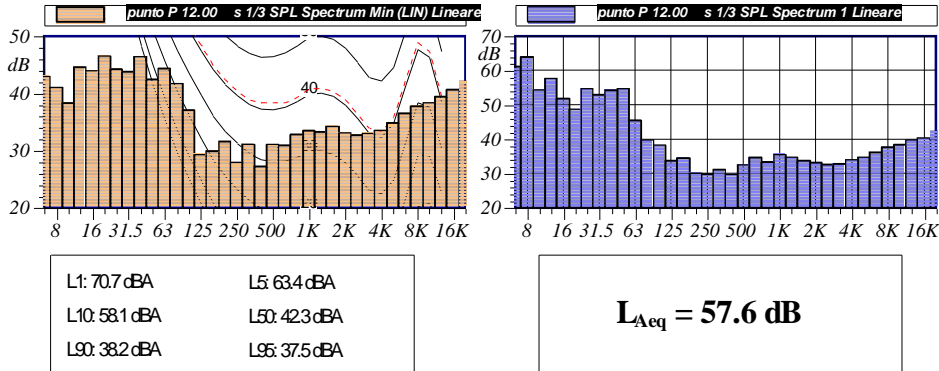 punto P 12.00 s 1/3 SPL Spectrum Min (LIN) Lineare
50
dB
40
30
20
40
8 16 31.5 63 125 250 500 1K 2K 4K 8K 16K
punto P 12.00 s 1/3 SPL Spectrum 1 Lineare
70
dB
60
50
40
30
20
8 16 31.5 63 125 250 500 1K 2K 4K 8K 16K
L1: 70.7 dBA L5: 63.4 dBA
L10: 58.1 dBA L50: 42.3 dBA
L90: 38.2 dBA L95: 37.5 dBA
LAeq = 57.6 dB